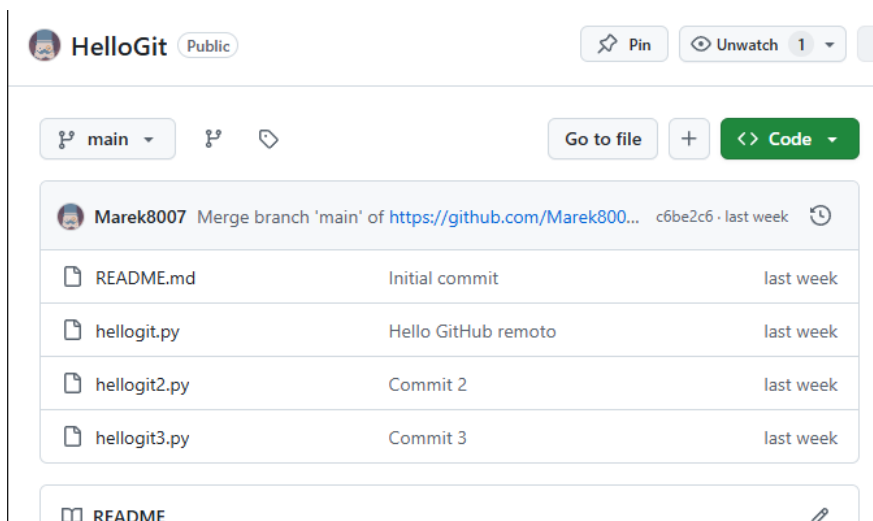 HelloGit Public Pin Unwatch 1
main Go to file + <> Code
Marek8007 Merge branch 'main' of https://github.com/Marek800... c6be2c6 · last week
README.md Initial commit last week
hellogit.py Hello GitHub remoto last week
hellogit2.py Commit 2 last week
hellogit3.py Commit 3 last week
README